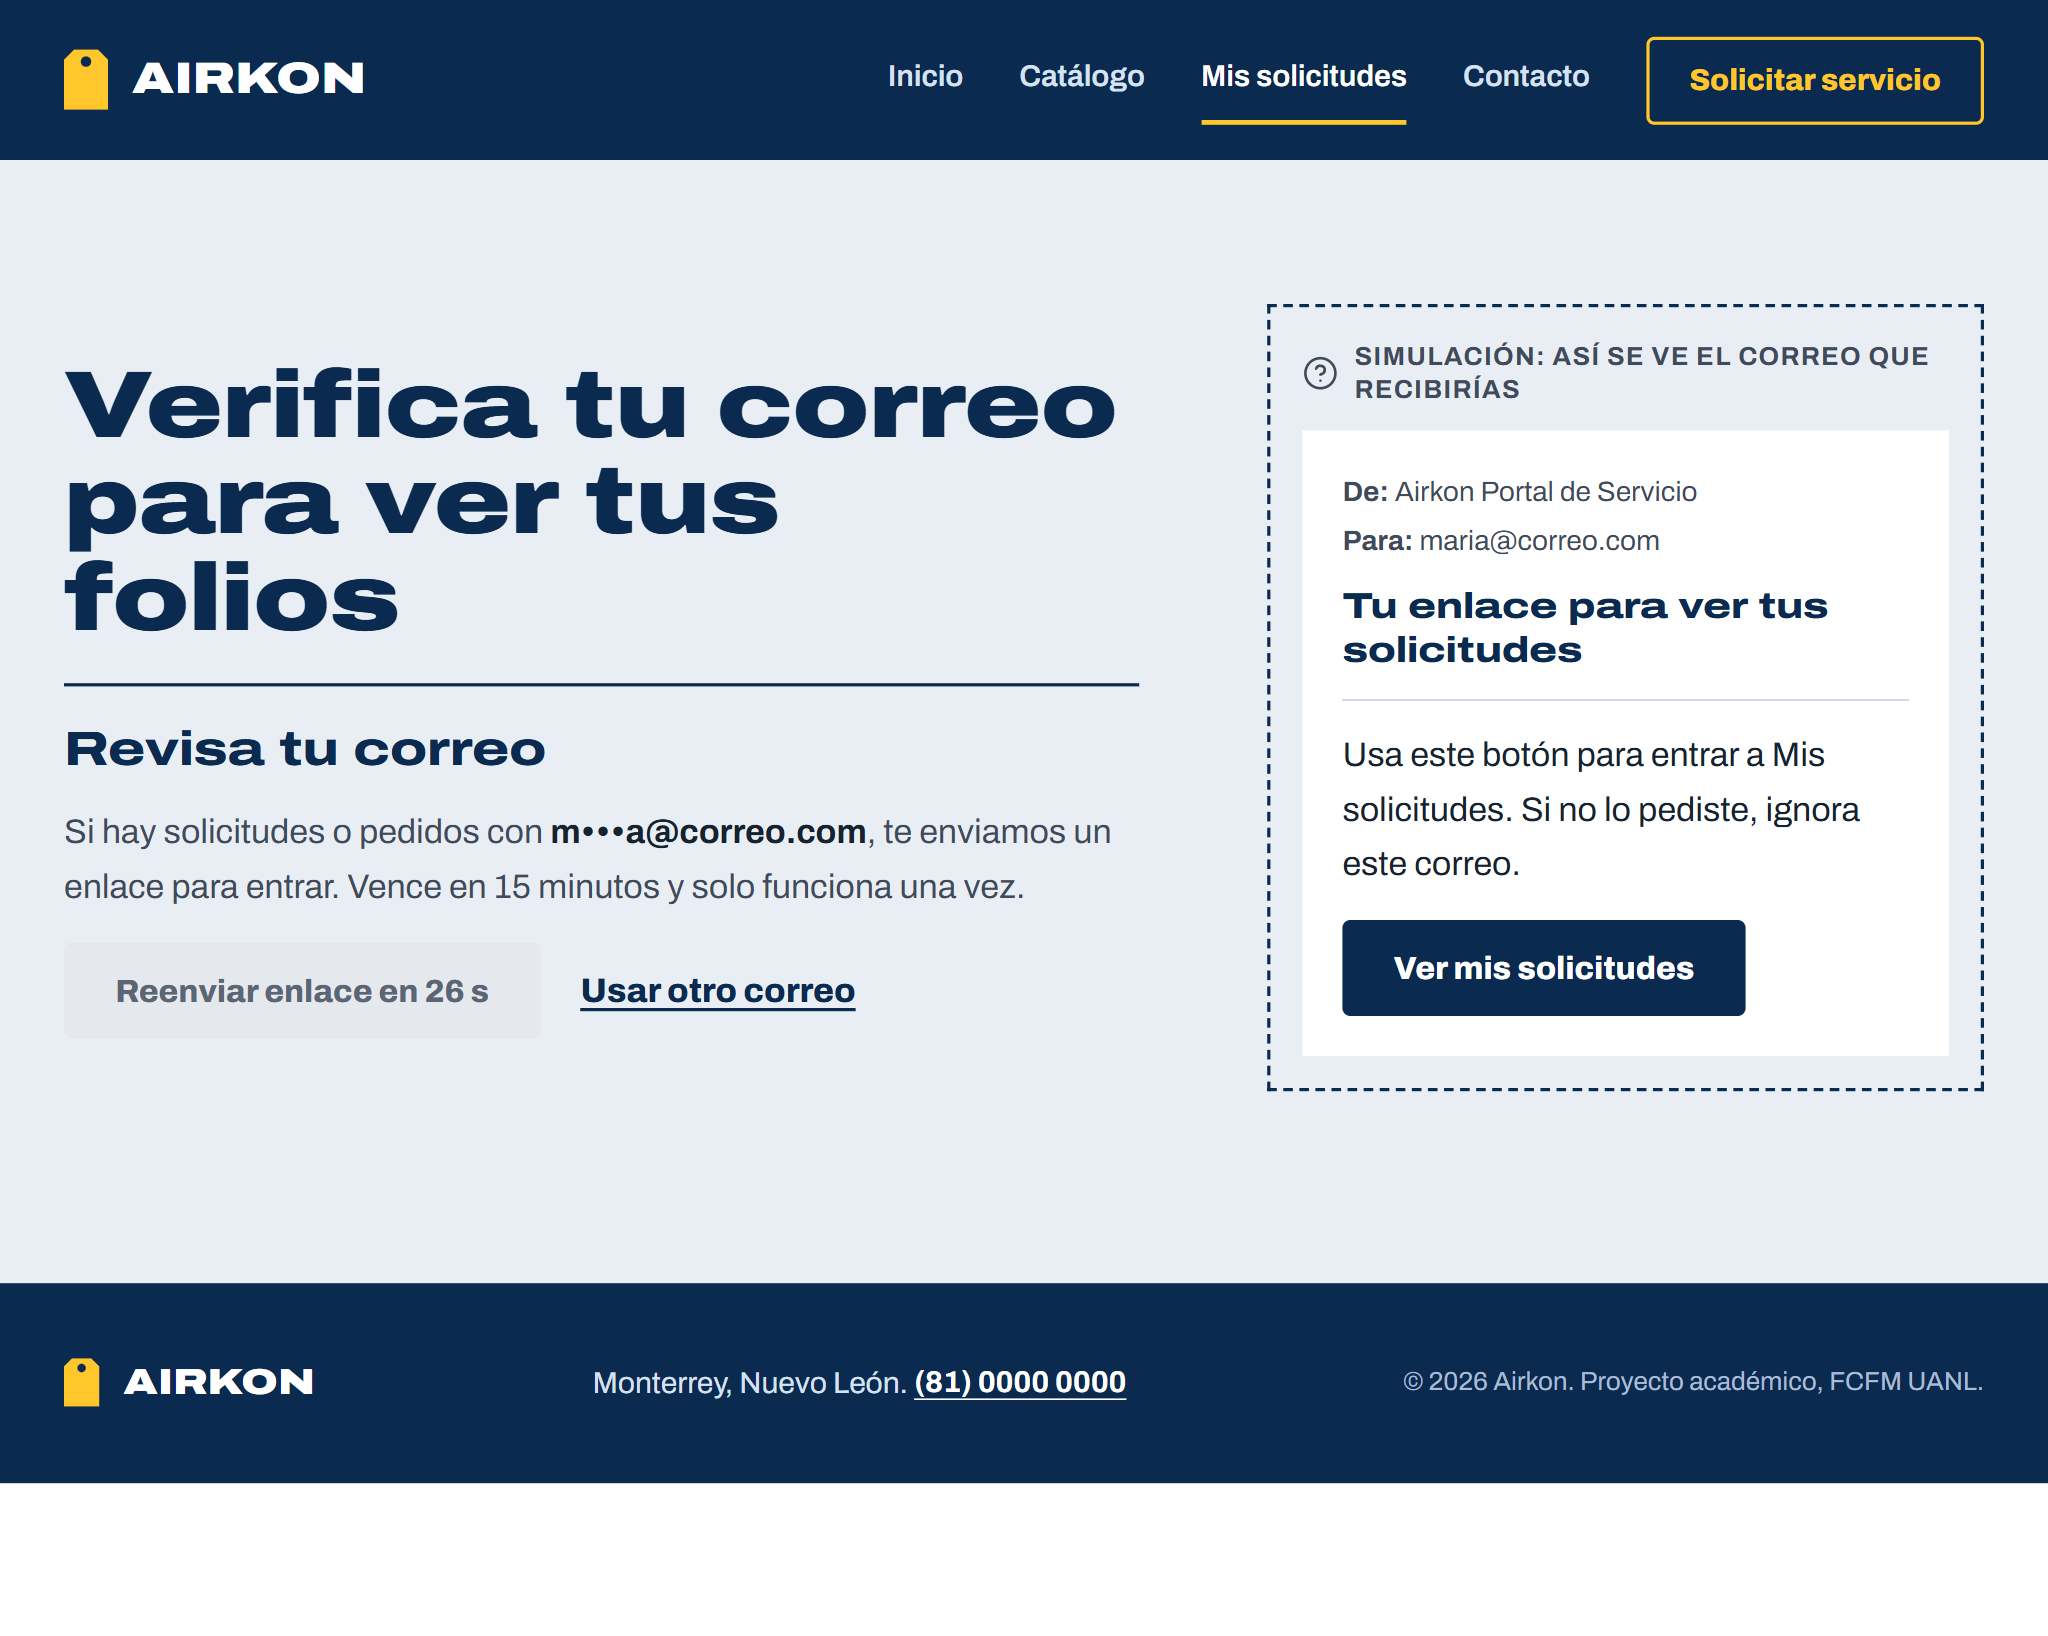 AIRKON
Inicio
Catálogo
Mis solicitudes
Contacto
Solicitar servicio
Verifica tu correo
para ver tus
folios
Revisa tu correo
Si hay solicitudes o pedidos con m•••a@correo.com, te enviamos un
enlace para entrar. Vence en 15 minutos y solo funciona una vez.
Reenviar enlace en 26 s
Usar otro correo
SIMULACIÓN: ASÍ SE VE EL CORREO QUE
RECIBIRÍAS
De: Airkon Portal de Servicio
Para: maria@correo.com
Tu enlace para ver tus
solicitudes
Usa este botón para entrar a Mis
solicitudes. Si no lo pediste, ignora
este correo.
Ver mis solicitudes
AIRKON
Monterrey, Nuevo León. (81) 0000 0000
© 2026 Airkon. Proyecto académico, FCFM UANL.